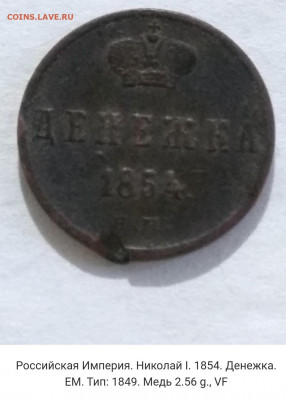 COINS.LAVE.RU
ДЕНЕЖКА
1854.
Е.М.
Российская Империя. Николай I. 1854. Денежка.
ЕМ. Тип: 1849. Медь 2.56 g., VF